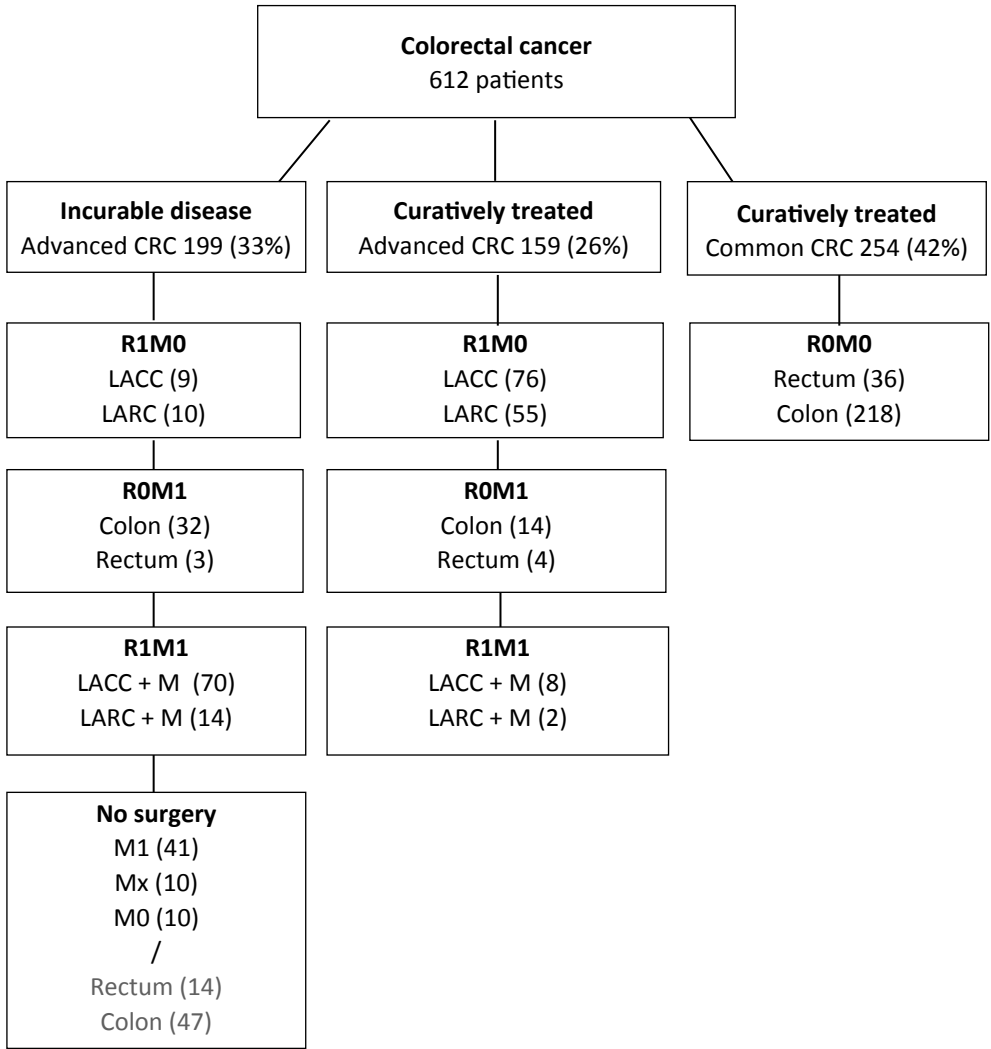 Colorectal cancer
612 patients
Incurable disease
Advanced CRC 199 (33%)
Curatively treated
Advanced CRC 159 (26%)
Curatively treated
Common CRC 254 (42%)
R1M0
LACC (9)
LARC (10)
R1M0
LACC (76)
LARC (55)
R0M0
Rectum (36)
Colon (218)
R0M1
Colon (32)
Rectum (3)
R0M1
Colon (14)
Rectum (4)
R1M1
LACC + M (70)
LARC + M (14)
R1M1
LACC + M (8)
LARC + M (2)
No surgery
M1 (41)
Mx (10)
M0 (10)
/
Rectum (14)
Colon (47)